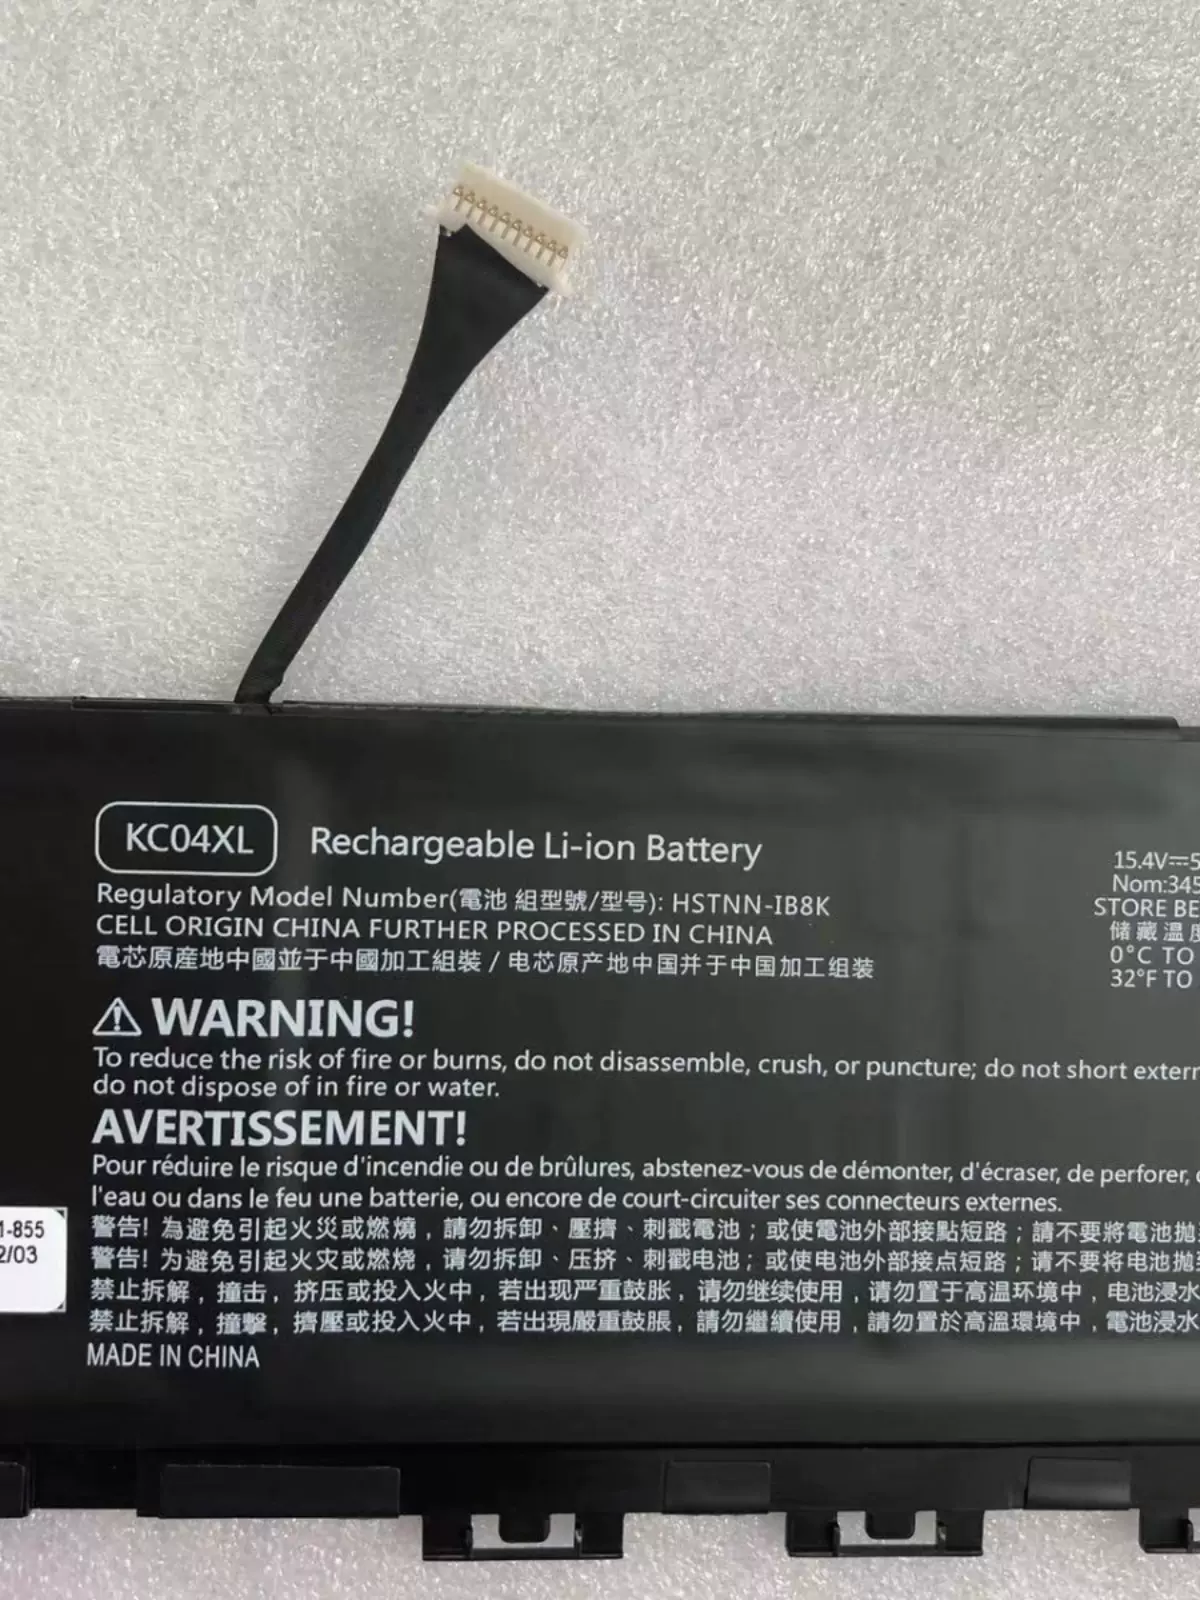 KC04XL Rechargeable Li-ion Battery
15.4V⎓5
Regulatory Model Number(電池 組型號/型号): HSTNN-IB8K
Nom:345
CELL ORIGIN CHINA FURTHER PROCESSED IN CHINA
STORE BE
電芯原産地中國並于中國加工組裝 / 电芯原产地中国并于中国加工组装
储藏温度
0°C TO
32°F TO
WARNING!
To reduce the risk of fire or burns, do not disassemble, crush, or puncture; do not short extern
do not dispose of in fire or water.
AVERTISSEMENT!
Pour réduire le risque d'incendie ou de brûlures, abstenez-vous de démonter, d'écraser, de perforer,
l'eau ou dans le feu une batterie, ou encore de court-circuiter ses connecteurs externes.
1-855
2/03
警告! 為避免引起火災或燃燒，請勿拆卸、壓擠、刺戳電池；或使電池外部接點短路；請不要將電池拋
警告! 为避免引起火灾或燃烧，请勿拆卸、压挤、刺戳电池；或使电池外部接点短路；请不要将电池抛
禁止拆解，撞击，挤压或投入火中，若出现严重鼓胀，请勿继续使用，请勿置于高温环境中，电池浸水
禁止拆解，撞擊，擠壓或投入火中，若出現嚴重鼓脹，請勿繼續使用，請勿置於高溫環境中，電池浸水
MADE IN CHINA